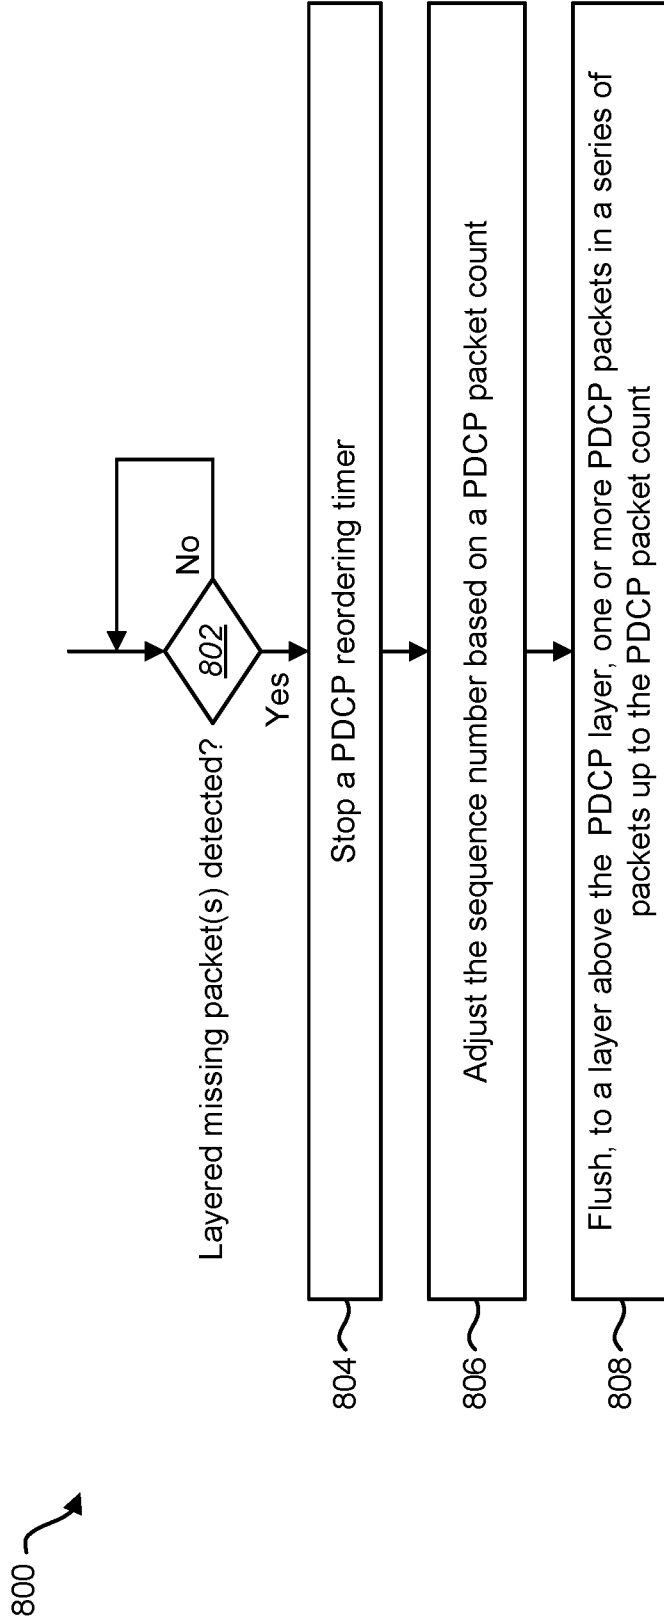 800
Layered missing packet(s) detected?
802
No
Yes
804
Stop a PDCP reordering timer
806
Adjust the sequence number based on a PDCP packet count
808
Flush, to a layer above the PDCP layer, one or more PDCP packets in a series of
packets up to the PDCP packet count